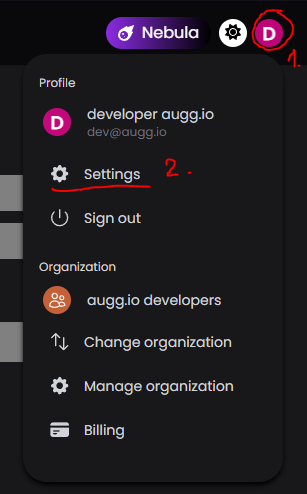 Nebula
D
1.
Profile
D
developer augg.io
dev@augg.io
Settings
2.
Sign out
Organization
augg.io developers
Change organization
Manage organization
Billing